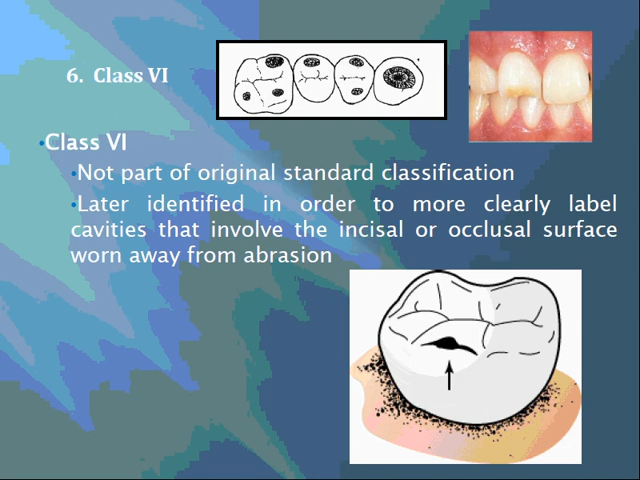 6. Class VI
•Class VI
•Not part of original standard classification
•Later identified in order to more clearly label
cavities that involve the incisal or occlusal surface
worn away from abrasion